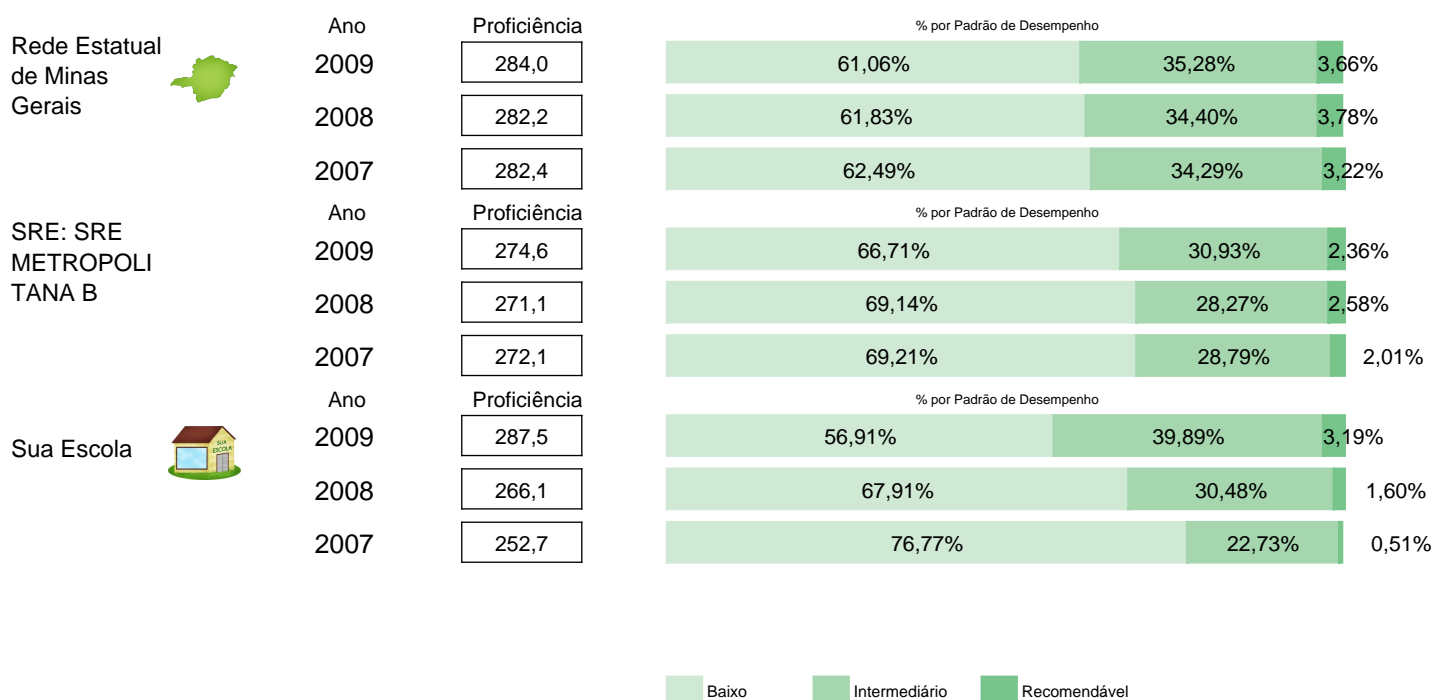 Ano Proficiência % por Padrão de Desempenho
Rede Estatual
de Minas
Gerais
2009 284,0 61,06% 35,28% 3,66%
2008 282,2 61,83% 34,40% 3,78%
2007 282,4 62,49% 34,29% 3,22%
Ano Proficiência % por Padrão de Desempenho
SRE: SRE
METROPOLI
TANA B
2009 274,6 66,71% 30,93% 2,36%
2008 271,1 69,14% 28,27% 2,58%
2007 272,1 69,21% 28,79% 2,01%
Ano Proficiência % por Padrão de Desempenho
Sua Escola
SUA
ESCOLA
2009 287,5 56,91% 39,89% 3,19%
2008 266,1 67,91% 30,48% 1,60%
2007 252,7 76,77% 22,73% 0,51%
Baixo Intermediário Recomendável